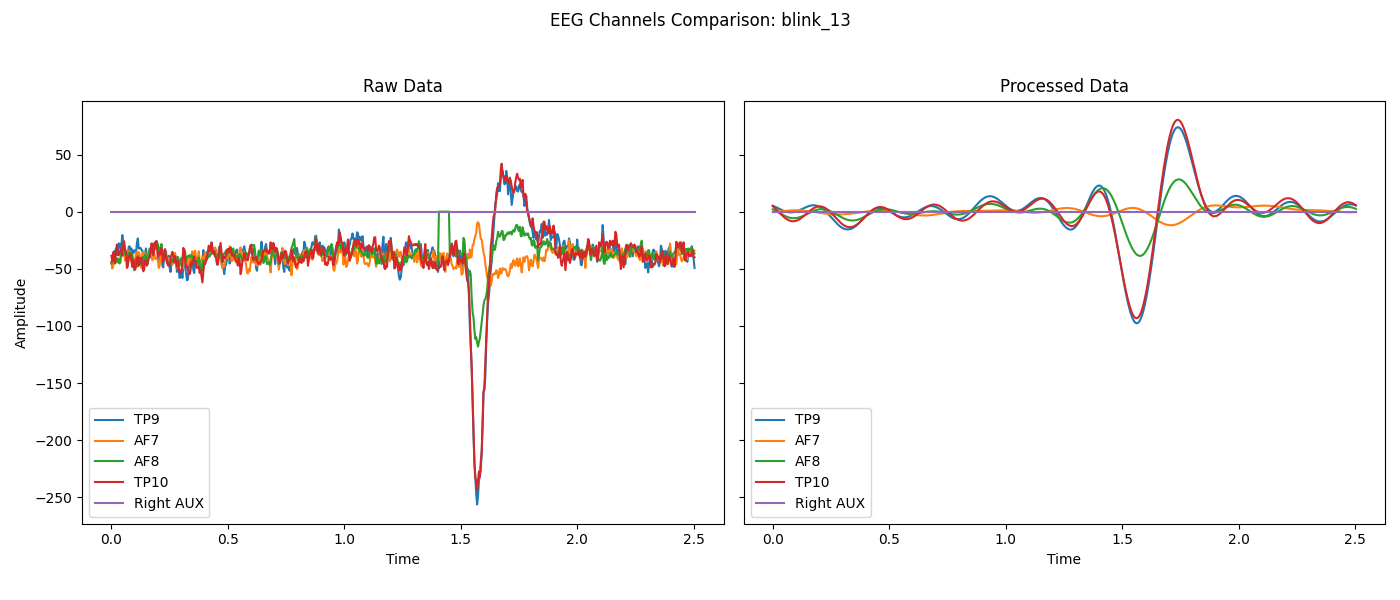 EEG Channels Comparison: blink_13
Raw Data
Amplitude
50
0
−50
−100
−150
−200
−250
0.0
0.5
1.0
1.5
2.0
2.5
Time
TP9
AF7
AF8
TP10
Right AUX
Processed Data
0.0
0.5
1.0
1.5
2.0
2.5
Time
TP9
AF7
AF8
TP10
Right AUX